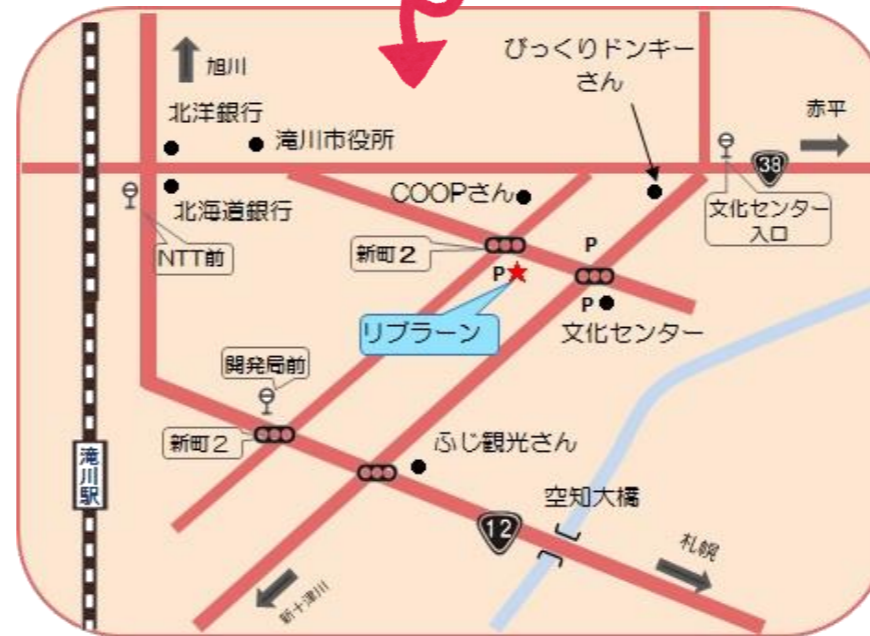 旭川
びっくりドンキー
さん
赤平
北洋銀行
滝川市役所
38
北海道銀行
COOPさん
文化センター
入口
NTT前
新町2
P
P
リブラーン
P
文化センター
開発局前
新町2
ふじ観光さん
滝川駅
空知大橋
12
札幌
新十津川